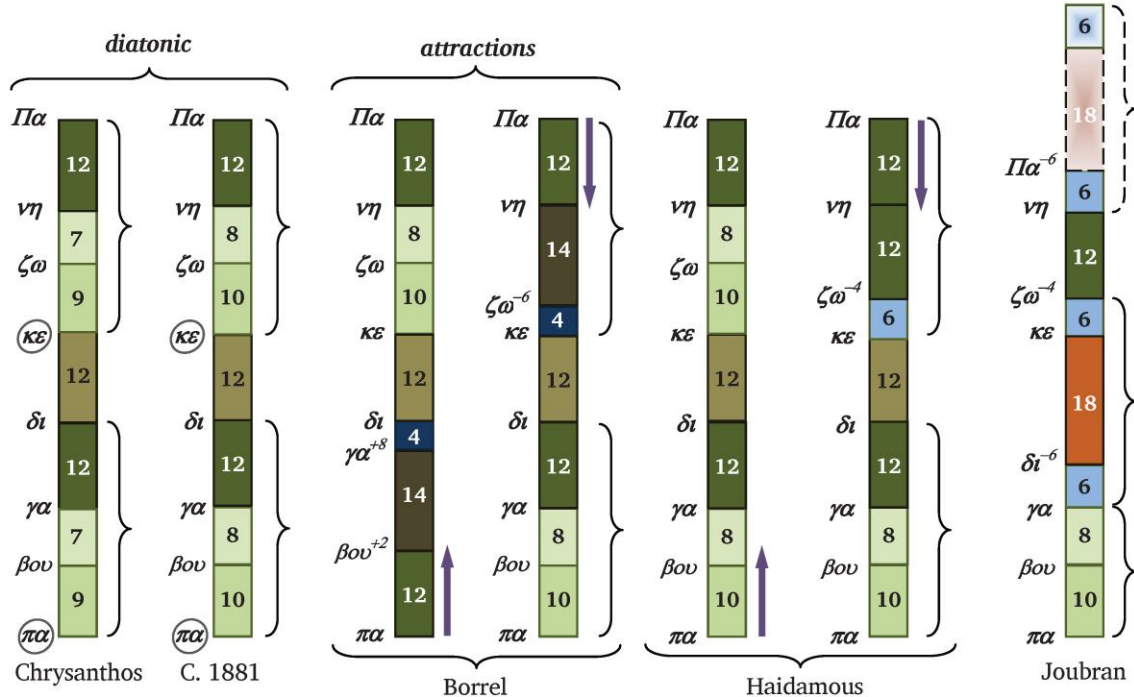 diatonic
attractions
Πα
12
νη
7
ζω
9
κε
12
δι
12
γα
7
βου
9
πα
Chrysanthos
Πα
12
νη
8
ζω
10
κε
12
δι
12
γα
8
βου
10
πα
C. 1881
Πα
12
νη
8
ζω
10
κε
12
δι
4
γα+8
14
βου+2
12
πα
Πα
12
νη
14
ζω-6
4
κε
12
δι
12
γα
8
βου
10
πα
Borrel
Πα
12
νη
8
ζω
10
κε
12
δι
12
γα
8
βου
10
πα
Πα
12
νη
12
ζω-4
6
κε
12
δι
12
γα
8
βου
10
πα
Haidamous
6
18
Πα-6
6
νη
12
ζω-4
6
κε
18
δι-6
6
γα
8
βου
10
πα
Joubran